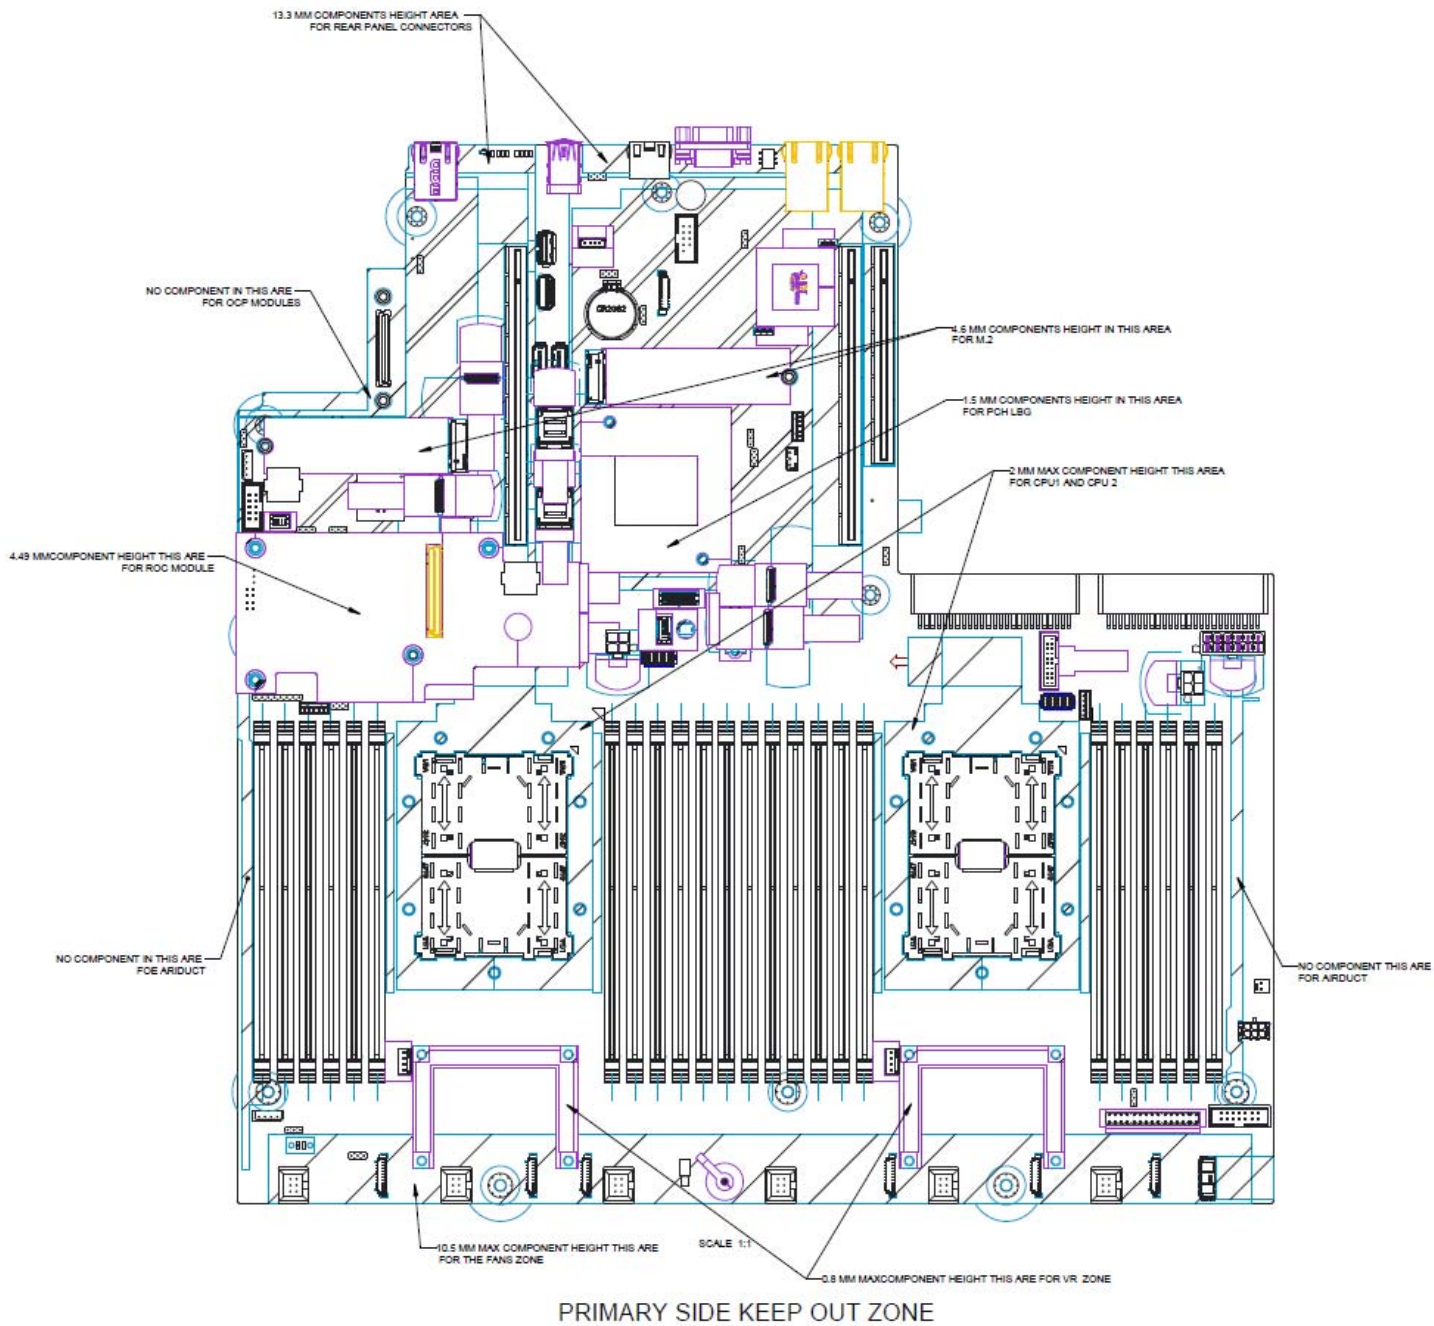 13.3 MM COMPONENTS HEIGHT AREA
FOR REAR PANEL CONNECTORS
NO COMPONENT IN THIS ARE
FOR OCP MODULES
CR2032
4.6 MM COMPONENTS HEIGHT IN THIS AREA
FOR M.2
1.5 MM COMPONENTS HEIGHT IN THIS AREA
FOR PCH LBG
2 MM MAX COMPONENT HEIGHT THIS AREA
FOR CPU1 AND CPU 2
4.49 MMCOMPONENT HEIGHT THIS ARE
FOR ROC MODULE
NO COMPONENT IN THIS ARE
FOE ARIDUCT
NO COMPONENT THIS ARE
FOR AIRDUCT
10.5 MM MAX COMPONENT HEIGHT THIS ARE
FOR THE FANS ZONE
SCALE 1:1
0.8 MM MAXCOMPONENT HEIGHT THIS ARE FOR VR ZONE
PRIMARY SIDE KEEP OUT ZONE